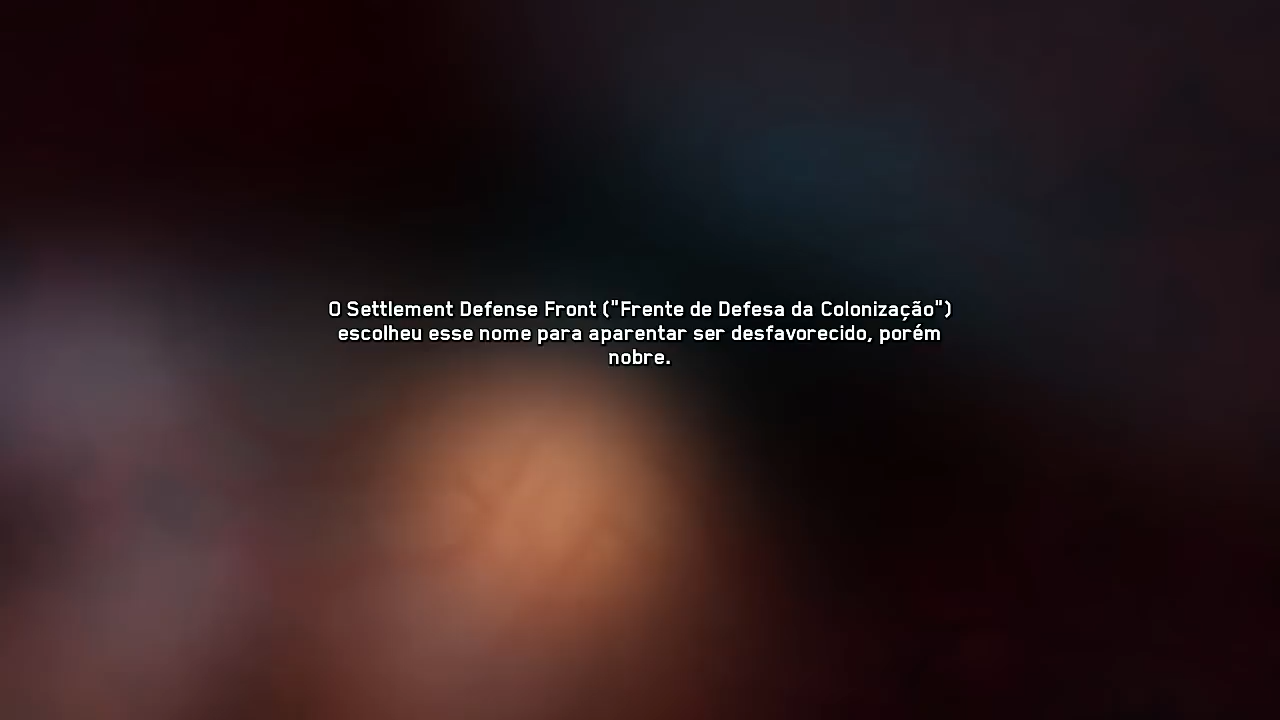 O Settlement Defense Front ("Frente de Defesa da Colonização")
escolheu esse nome para aparentar ser desfavorecido, porém
nobre.